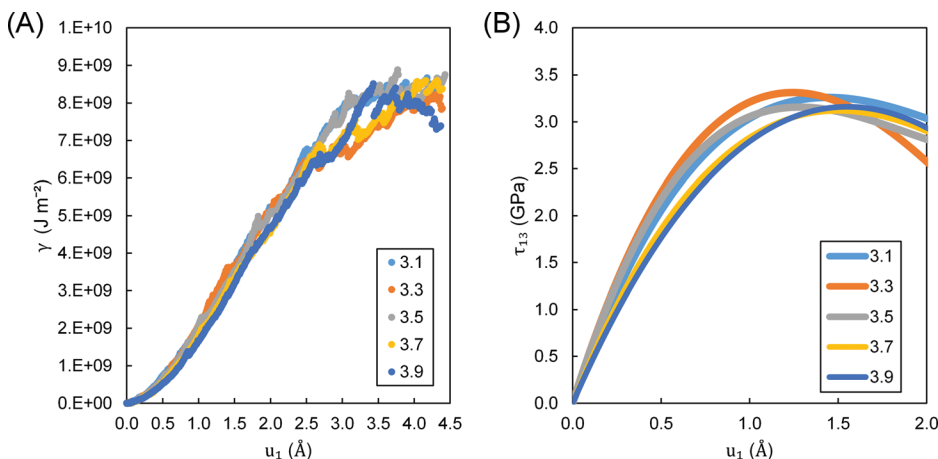 (A)
1.E+10
9.E+09
8.E+09
7.E+09
6.E+09
5.E+09
4.E+09
3.E+09
2.E+09
1.E+09
0.E+00
γ (J m⁻²)
0.0 0.5 1.0 1.5 2.0 2.5 3.0 3.5 4.0 4.5
u₁ (Å)
3.1
3.3
3.5
3.7
3.9
(B)
4.0
3.5
3.0
2.5
2.0
1.5
1.0
0.5
0.0
τ₁₃ (GPa)
0.0 0.5 1.0 1.5 2.0
u₁ (Å)
3.1
3.3
3.5
3.7
3.9